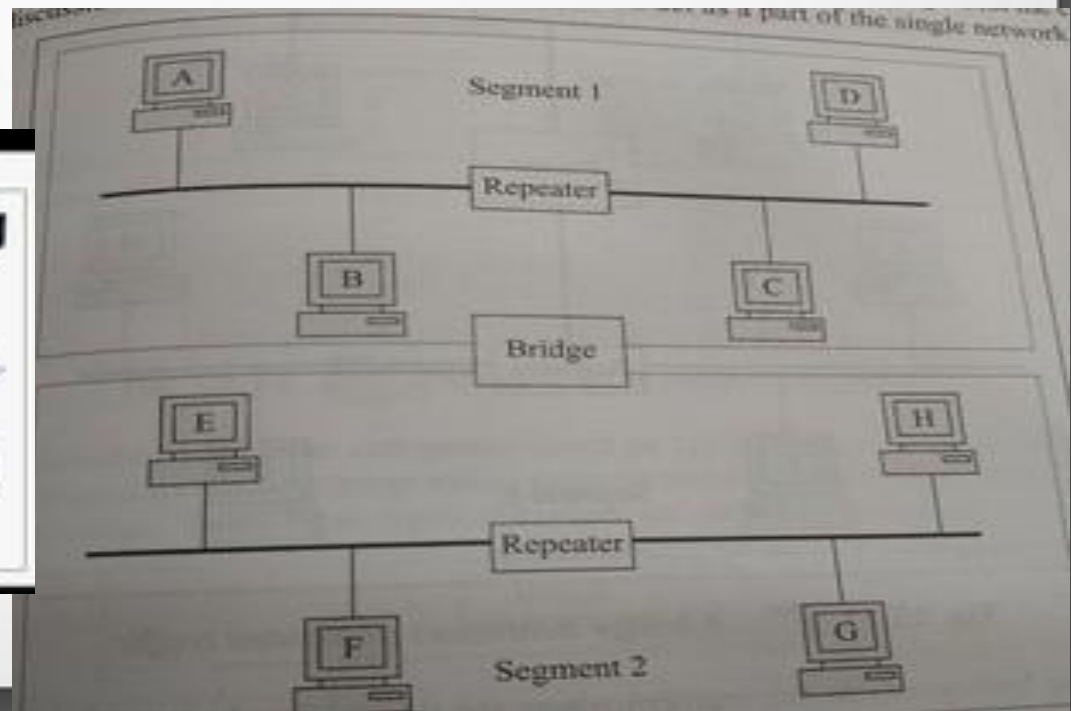 as a part of the single network
A
Segment 1
D
Repeater
B
C
Bridge
E
H
Repeater
F
Segment 2
G